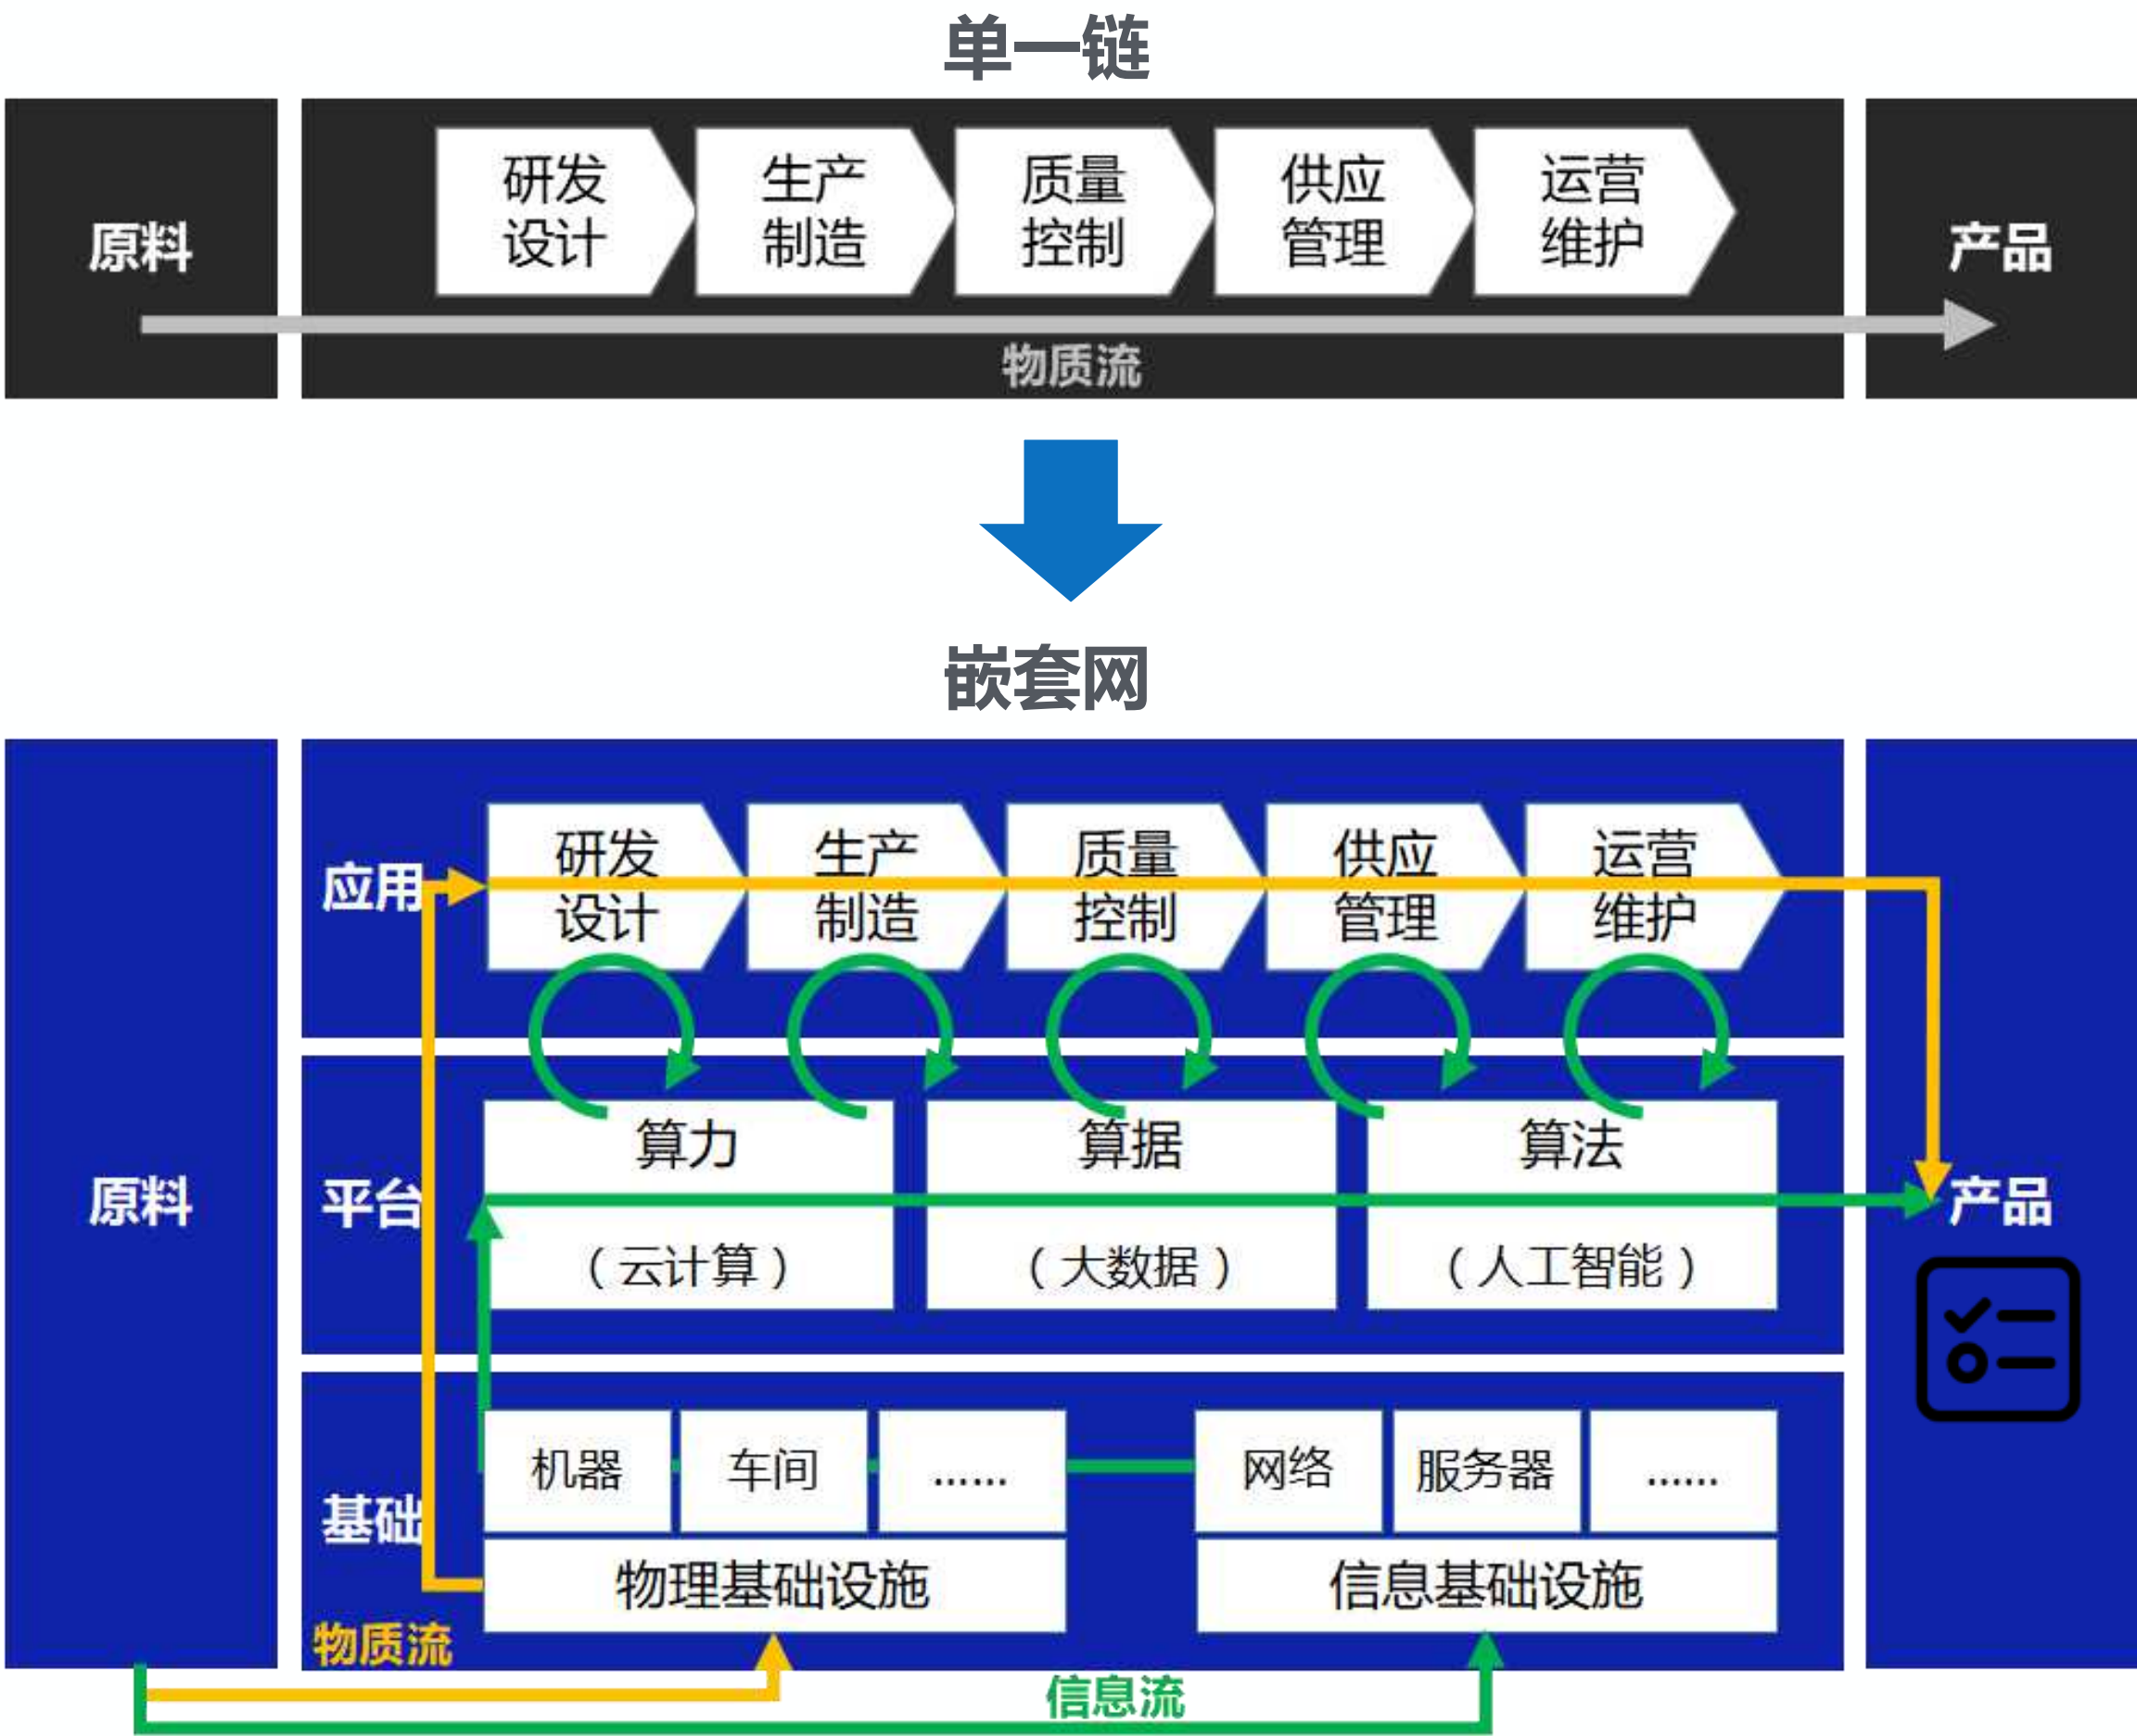 单一链
原料
研发
设计
生产
制造
质量
控制
供应
管理
运营
维护
产品
物质流
嵌套网
原料
应用
研发
设计
生产
制造
质量
控制
供应
管理
运营
维护
平台
算力
（云计算）
算据
（大数据）
算法
（人工智能）
产品
基础
机器
车间
......
网络
服务器
......
物理基础设施
信息基础设施
物质流
信息流